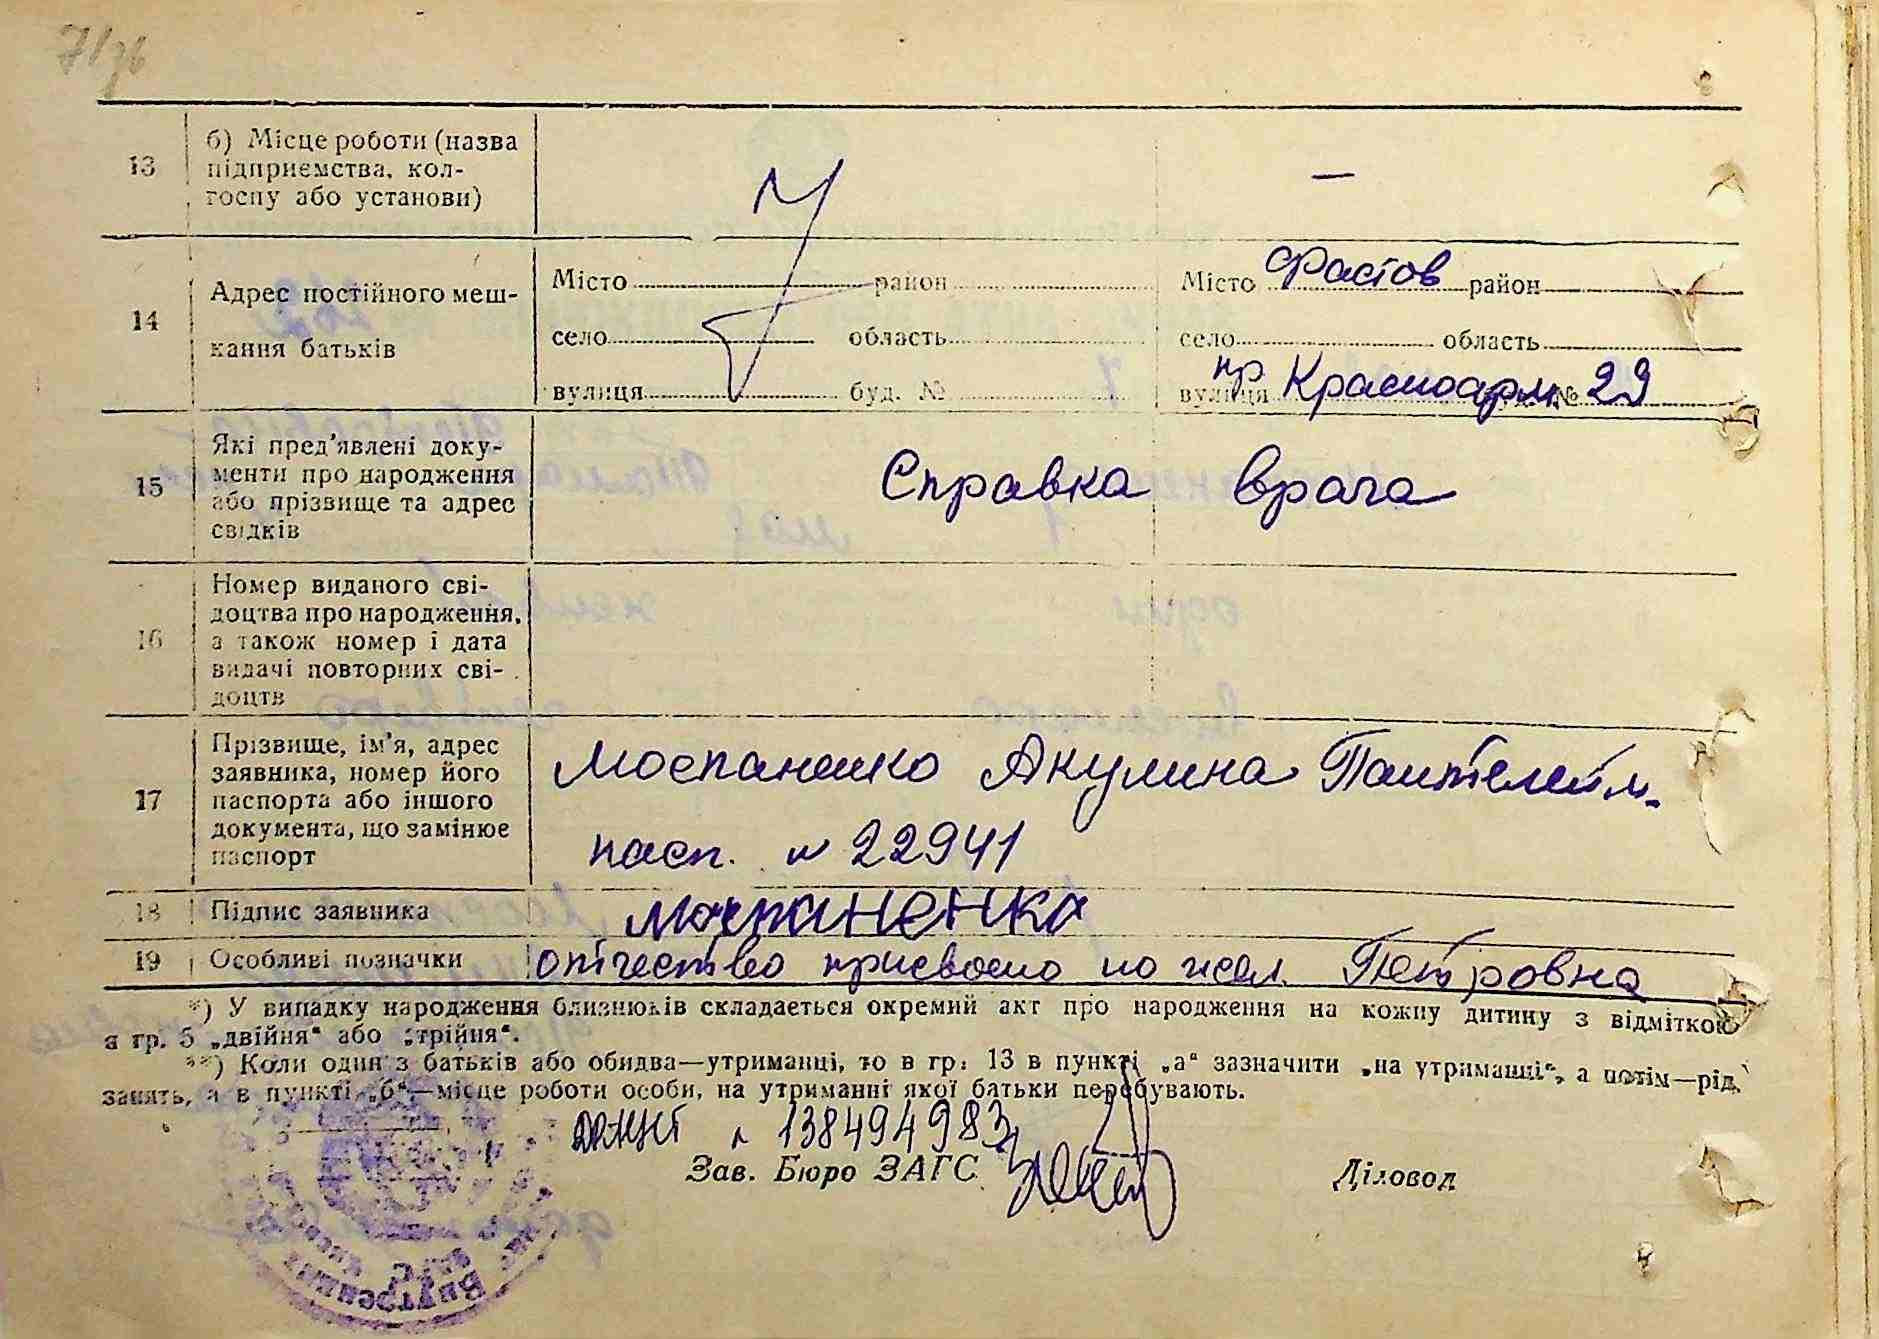 13
б) Місце роботи (назва
підприємства, кол-
госпу або установи)
—
14
Адрес постійного меш-
кання батьків
Місто район
село область
вулиця буд. №
Місто Фастов район
село область
вулиця пр Красноарм. № 29
15
Які пред'явлені доку-
менти про народження
або прізвище та адрес
свідків
Справка врача
16
Номер виданого сві-
доцтва про народження,
а також номер і дата
видачі повторних сві-
доцтв
17
Прізвище, ім'я, адрес
заявника, номер його
паспорта або іншого
документа, що замінює
паспорт
Моспаненко Акулина Пантелейм.
пасп. № 22941
18
Підпис заявника
Моспаненко
19
Особливі позначки
отчество присвоено по жел. Петровна
*) У випадку народження близнюків складається окремий акт про народження на кожну дитину з відміткою
в гр. 5 „двійня“ або „трійня“.
**) Коли один з батьків або обидва—утриманці, то в гр. 13 в пункті „а“ зазначити „на утриманні“, а потім—рід
занять, а в пункті „б“—місце роботи особи, на утриманні якої батьки перебувають.
№ 138494983
Зав. Бюро ЗАГС
Діловод